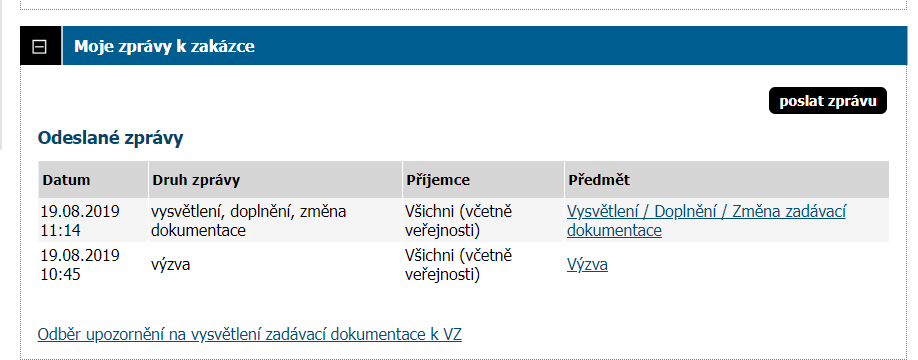 Moje zprávy k zakázce
poslat zprávu
Odeslané zprávy
Datum Druh zprávy Příjemce Předmět
19.08.2019 vysvětlení, doplnění, změna Všichni (včetně Vysvětlení / Doplnění / Změna zadávací
11:14 dokumentace veřejnosti) dokumentace
19.08.2019 výzva Všichni (včetně Výzva
10:45 veřejnosti)
Odběr upozornění na vysvětlení zadávací dokumentace k VZ